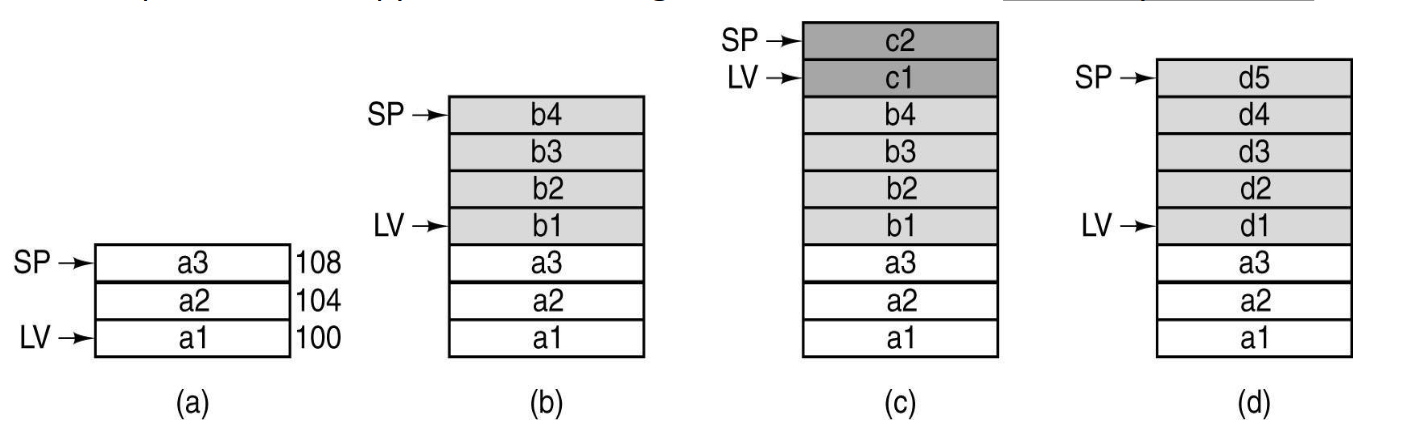 SP c2
LV c1
b4
b3
b2
b1
a3
a2
a1
(c)
SP d5
d4
d3
d2
LV d1
a3
a2
a1
(d)
SP b4
b3
b2
LV b1
a3
a2
a1
(b)
SP a3 108
a2 104
LV a1 100
(a)